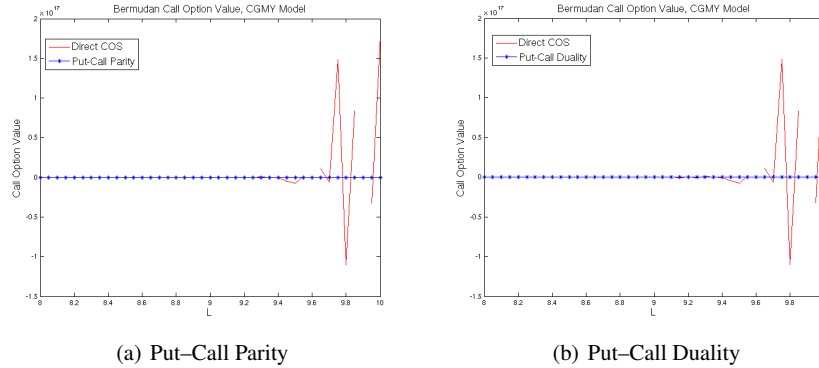 Bermudan Call Option Value, CGMY Model
x 10^17
2
1.5
1
0.5
0
-0.5
-1
-1.5
Call Option Value
Direct COS
Put-Call Parity
8 8.2 8.4 8.6 8.8 9 9.2 9.4 9.6 9.8 10
L
(a) Put–Call Parity
Bermudan Call Option Value, CGMY Model
x 10^17
2
1.5
1
0.5
0
-0.5
-1
-1.5
Call Option Value
Direct COS
Put-Call Duality
8 8.2 8.4 8.6 8.8 9 9.2 9.4 9.6 9.8
L
(b) Put–Call Duality